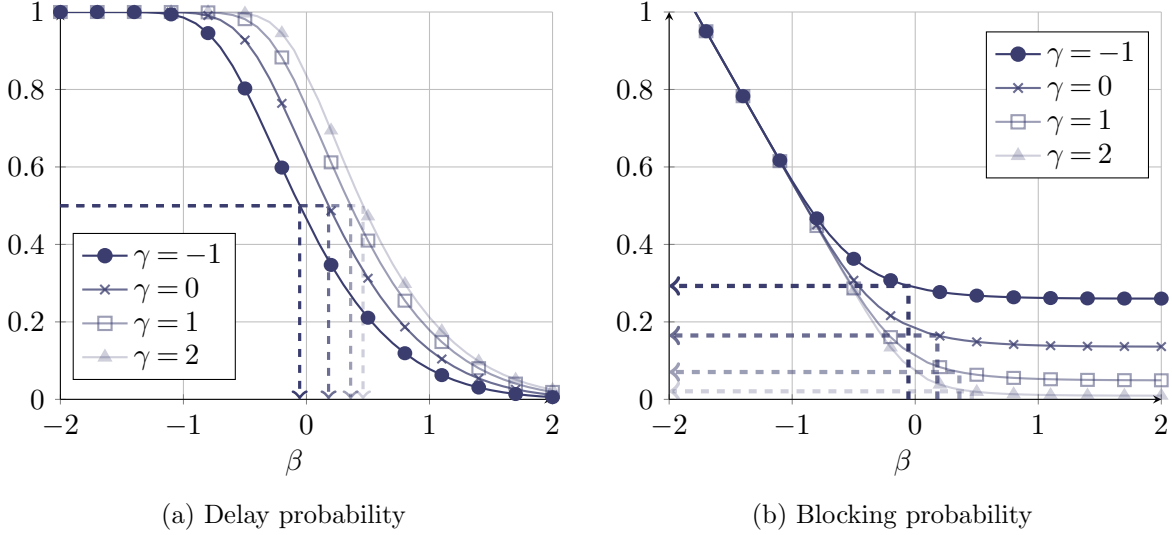 1
0.8
0.6
0.4
0.2
0
−2
−1
0
1
2
β
γ = −1
γ = 0
γ = 1
γ = 2
(a) Delay probability
1
0.8
0.6
0.4
0.2
0
−2
−1
0
1
2
β
γ = −1
γ = 0
γ = 1
γ = 2
(b) Blocking probability